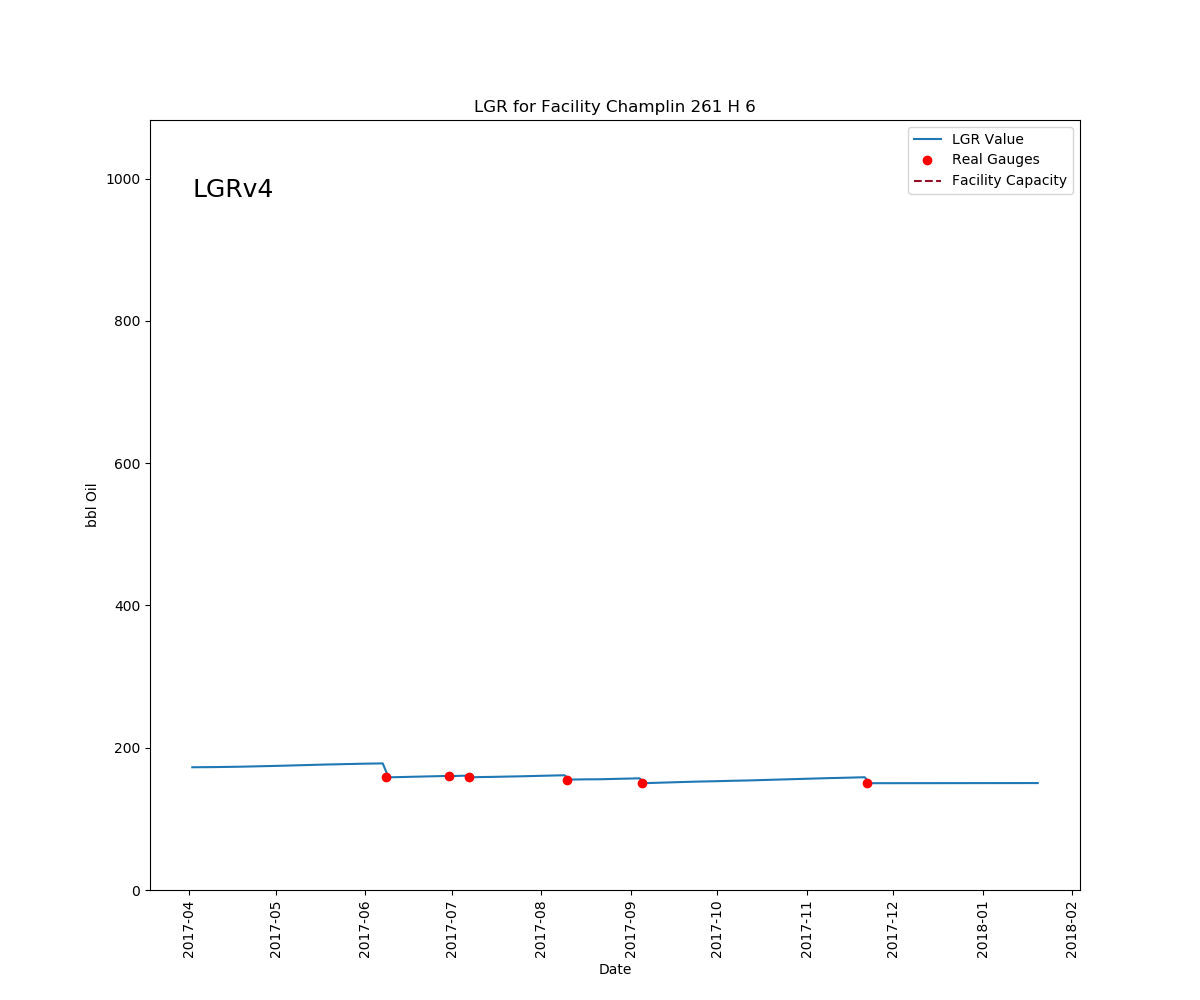 LGR for Facility Champlin 261 H 6
LGR Value
Real Gauges
Facility Capacity
LGRv4
1000
800
600
400
200
0
bbl Oil
2017-04
2017-05
2017-06
2017-07
2017-08
2017-09
2017-10
2017-11
2017-12
2018-01
2018-02
Date